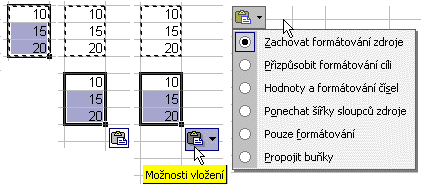 10 10 10
15 15 15
20 20 20
10 10
15 15
20 20
Možnosti vložení
Zachovat formátování zdroje
Přizpůsobit formátování cíli
Hodnoty a formátování čísel
Ponechat šířky sloupců zdroje
Pouze formátování
Propojit buňky